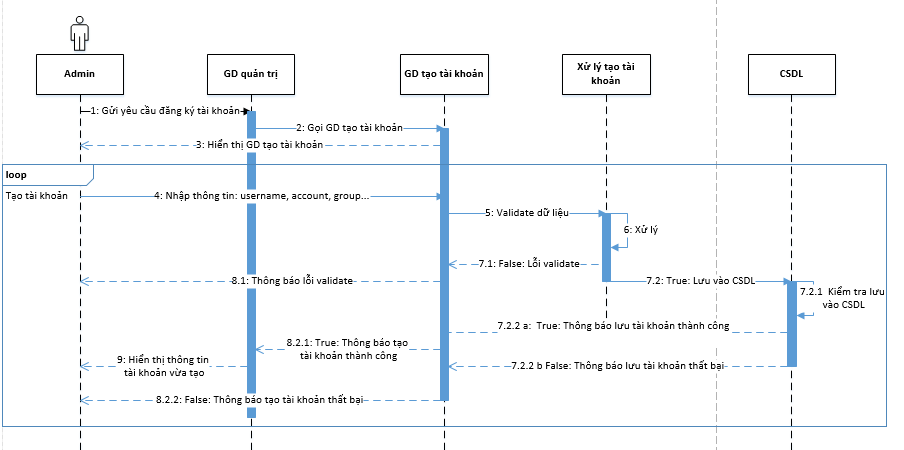 Admin
GD quản trị
GD tạo tài khoản
Xử lý tạo tài
khoản
CSDL
1: Gửi yêu cầu đăng ký tài khoản
2: Gọi GD tạo tài khoản
3: Hiển thị GD tạo tài khoản
loop
Tạo tài khoản
4: Nhập thông tin: username, account, group...
5: Validate dữ liệu
6: Xử lý
7.1: False: Lỗi validate
8.1: Thông báo lỗi validate
7.2: True: Lưu vào CSDL
7.2.1 Kiểm tra lưu
vào CSDL
7.2.2 a: True: Thông báo lưu tài khoản thành công
8.2.1: True: Thông báo tạo
tài khoản thành công
9: Hiển thị thông tin
tài khoản vừa tạo
7.2.2 b False: Thông báo lưu tài khoản thất bại
8.2.2: False: Thông báo tạo tài khoản thất bại